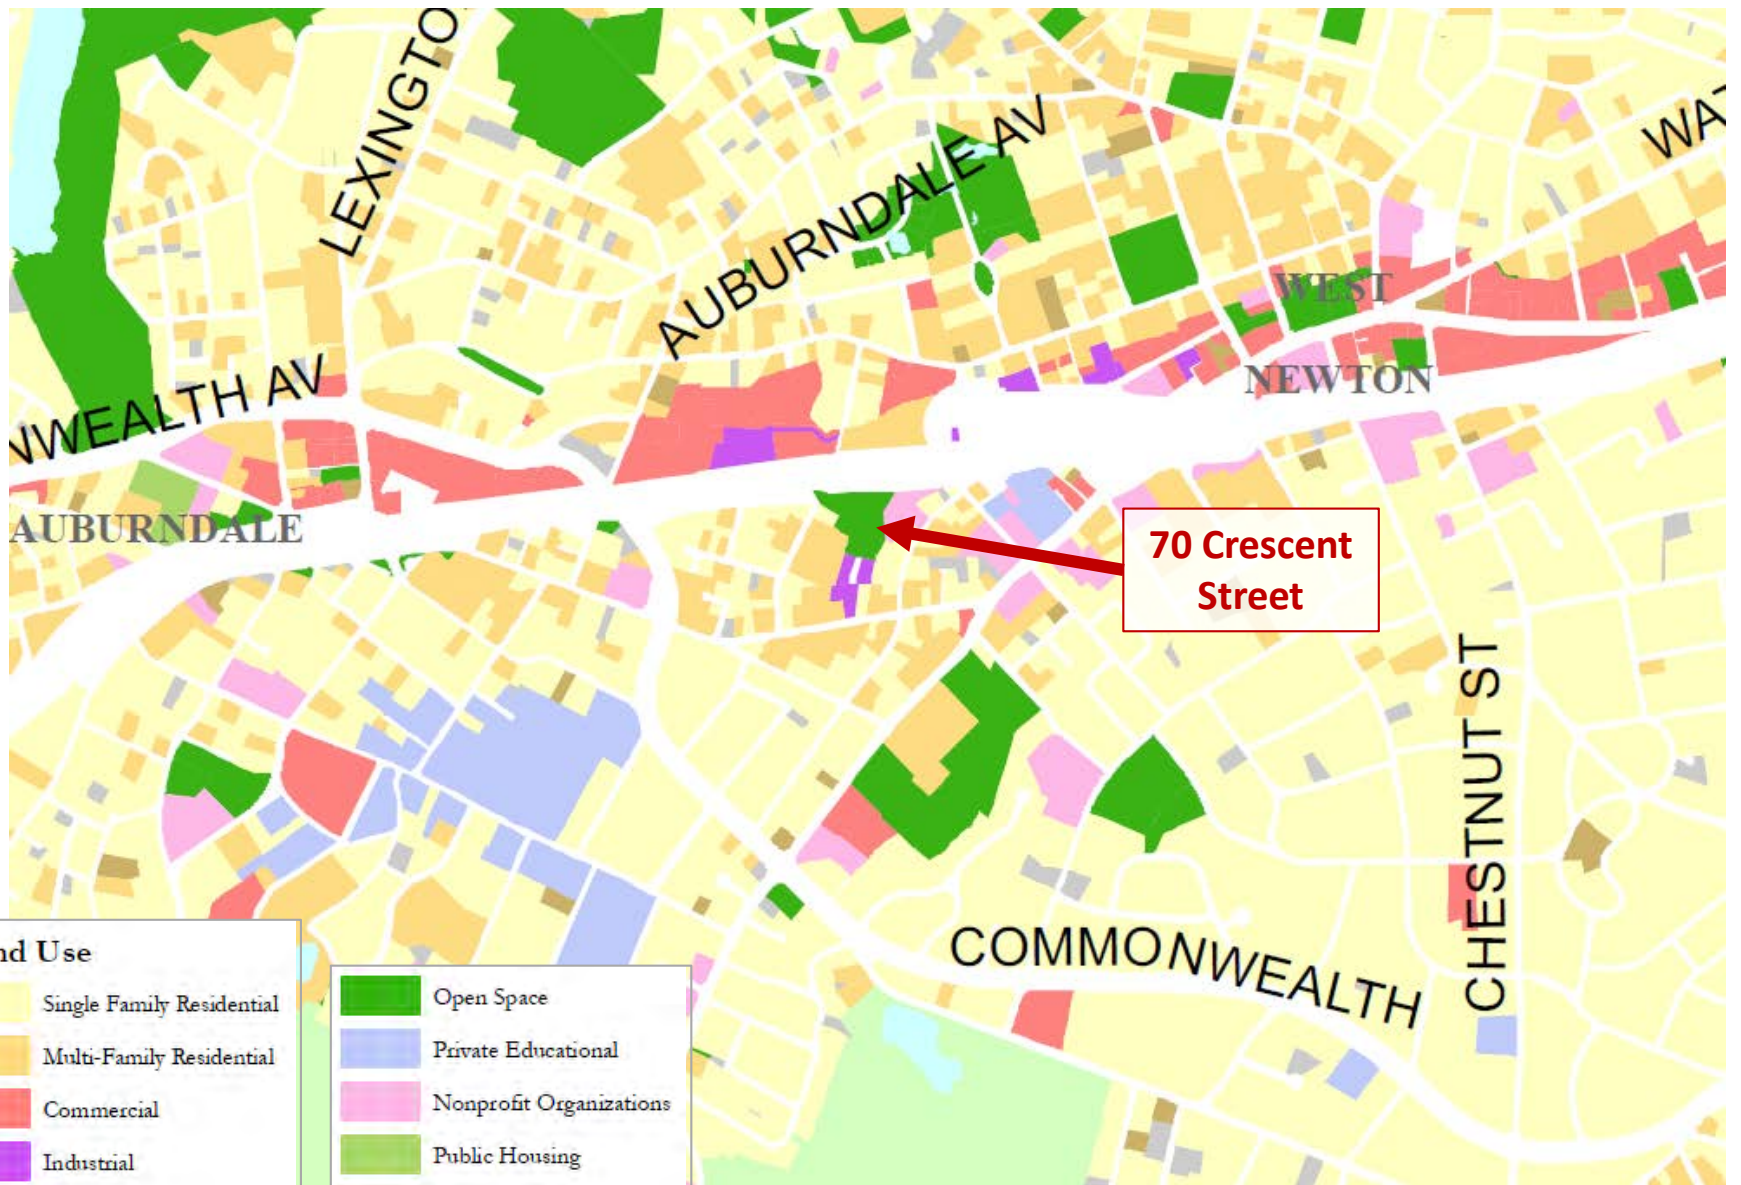 LEXINGTO
AUBURNDALE AV
WAT
WEST
NEWTON
NWEALTH AV
AUBURNDALE
70 Crescent
Street
CHESTNUT ST
COMMONWEALTH
nd Use
Single Family Residential
Multi-Family Residential
Commercial
Industrial
Open Space
Private Educational
Nonprofit Organizations
Public Housing